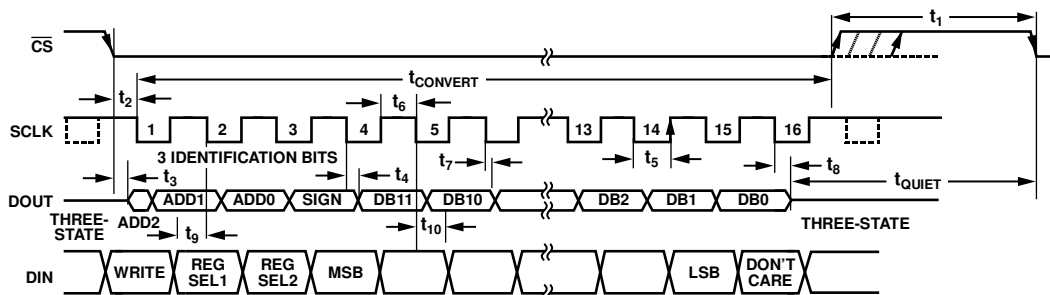 t1
CS
tCONVERT
t2
t6
SCLK
1 2 3 4 5 13 14 15 16
3 IDENTIFICATION BITS
t7
t5
t8
t3
t4
tQUIET
DOUT
ADD1 ADD0 SIGN DB11 DB10 DB2 DB1 DB0
THREE-STATE
ADD2
THREE-STATE
t9
t10
DIN
WRITE
REG SEL1
REG SEL2
MSB
LSB
DON'T CARE